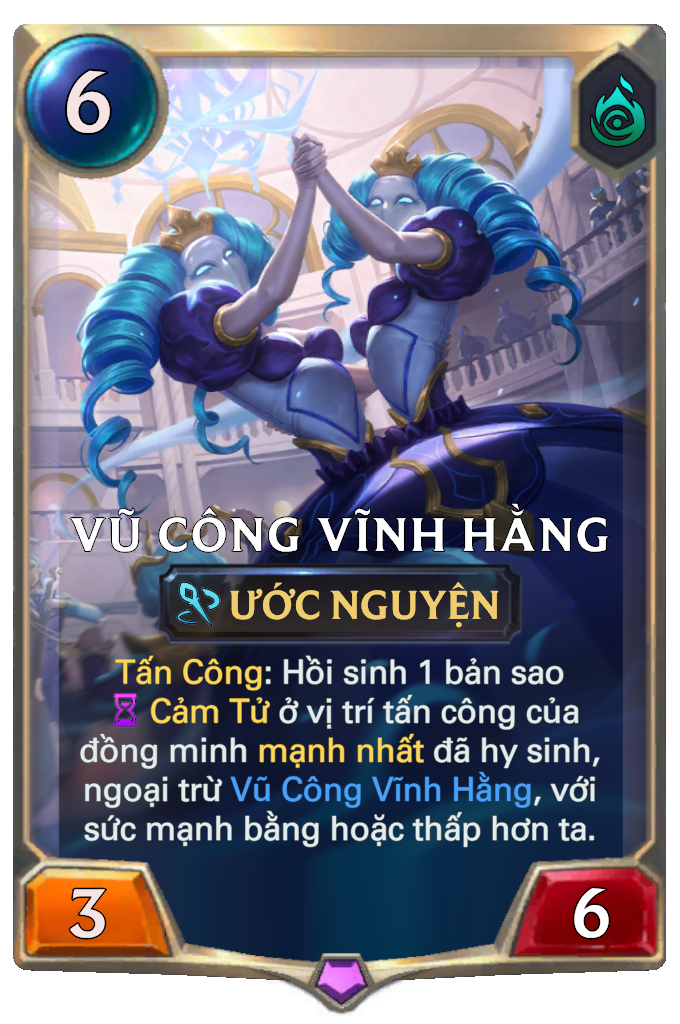 6
VŨ CÔNG VĨNH HẰNG
ƯỚC NGUYỆN
Tấn Công: Hồi sinh 1 bản sao
Cảm Tử ở vị trí tấn công của
đồng minh mạnh nhất đã hy sinh,
ngoại trừ Vũ Công Vĩnh Hằng, với
sức mạnh bằng hoặc thấp hơn ta.
3 6